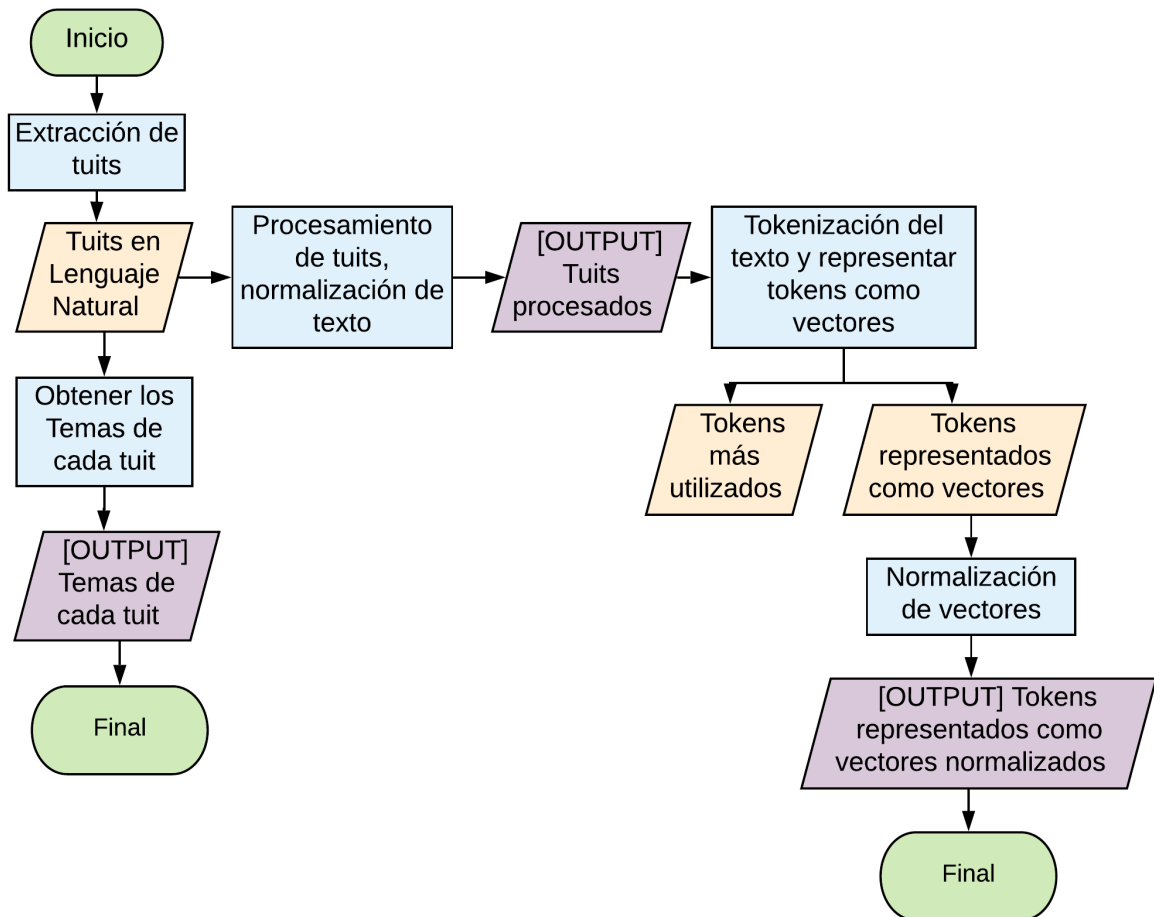 Inicio
Extracción de
tuits
Tuits en
Lenguaje
Natural
Procesamiento
de tuits,
normalización de
texto
[OUTPUT]
Tuits
procesados
Tokenización del
texto y representar
tokens como
vectores
Obtener los
Temas de
cada tuit
[OUTPUT]
Temas de
cada tuit
Final
Tokens
más
utilizados
Tokens
representados
como vectores
Normalización
de vectores
[OUTPUT] Tokens
representados como
vectores normalizados
Final